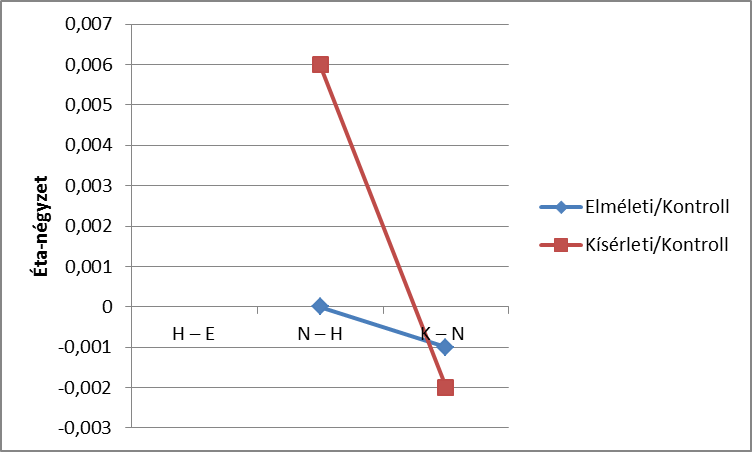 0,007
0,006
0,005
0,004
0,003
0,002
0,001
0
-0,001
-0,002
-0,003
Éta-négyzet
H – E
N – H
K – N
Elméleti/Kontroll
Kísérleti/Kontroll